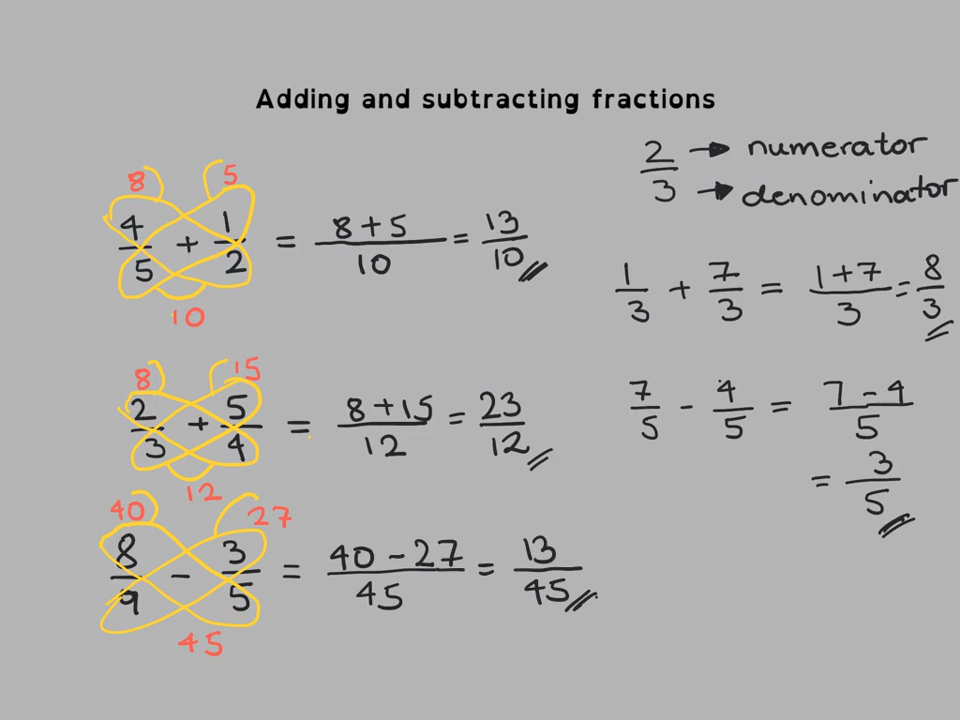 Adding and subtracting fractions
2/3 → numerator
→ denominator
8 5
4/5 + 1/2 = (8 + 5)/10 = 13/10
10
1/3 + 7/3 = (1 + 7)/3 = 8/3
8 15
2/3 + 5/4 = (8 + 15)/12 = 23/12
12
7/5 - 4/5 = (7 - 4)/5
= 3/5
40 27
8/9 - 3/5 = (40 - 27)/45 = 13/45
45